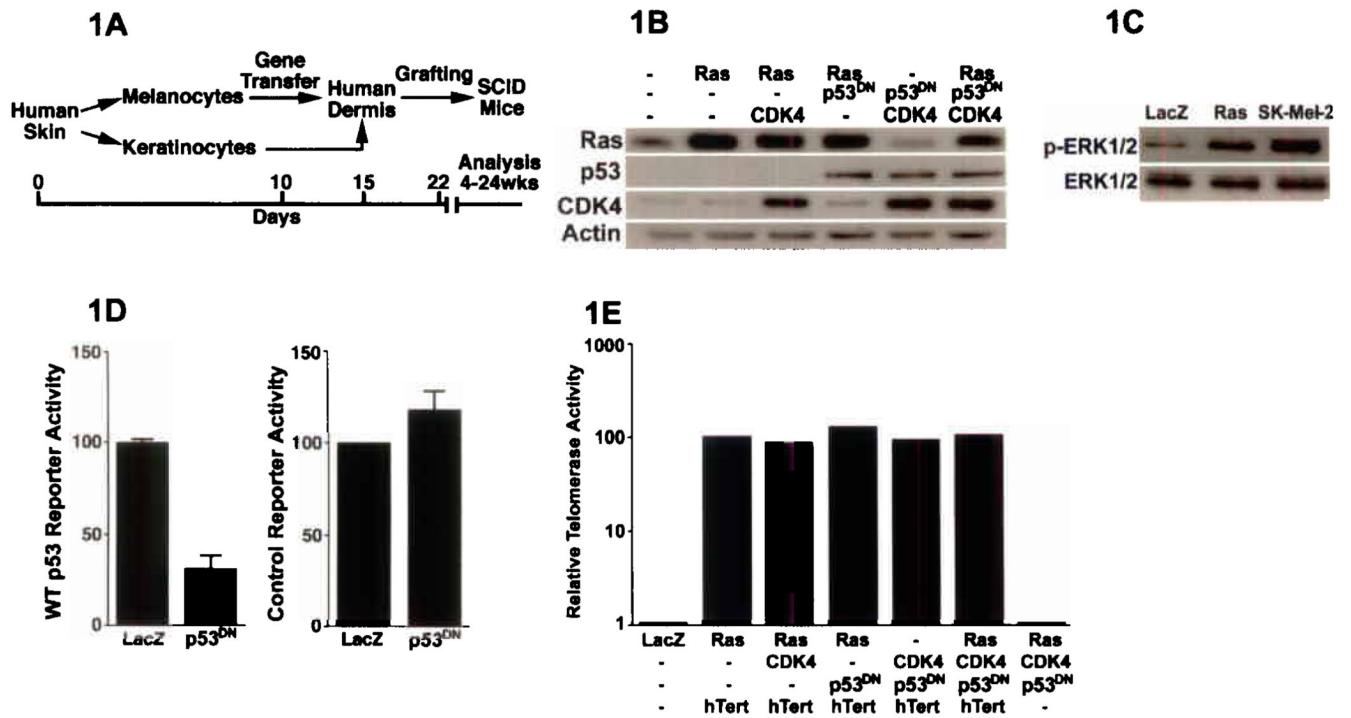 1A
Gene
Transfer
Grafting
Human
Skin
Melanocytes
Keratinocytes
Human
Dermis
SCID
Mice
Analysis
4-24wks
0
10
15
22
Days
1B
- Ras Ras Ras - Ras
- - - p53DN p53DN p53DN
- - CDK4 - CDK4 CDK4
Ras
p53
CDK4
Actin
1C
LacZ Ras SK-Mel-2
p-ERK1/2
ERK1/2
1D
WT p53 Reporter Activity
150
100
50
0
LacZ p53DN
Control Reporter Activity
150
100
50
0
LacZ p53DN
1E
Relative Telomerase Activity
1000
100
10
1
LacZ Ras Ras Ras - Ras Ras
- - CDK4 - CDK4 CDK4 CDK4
- - - p53DN p53DN p53DN p53DN
- hTert hTert hTert hTert hTert -